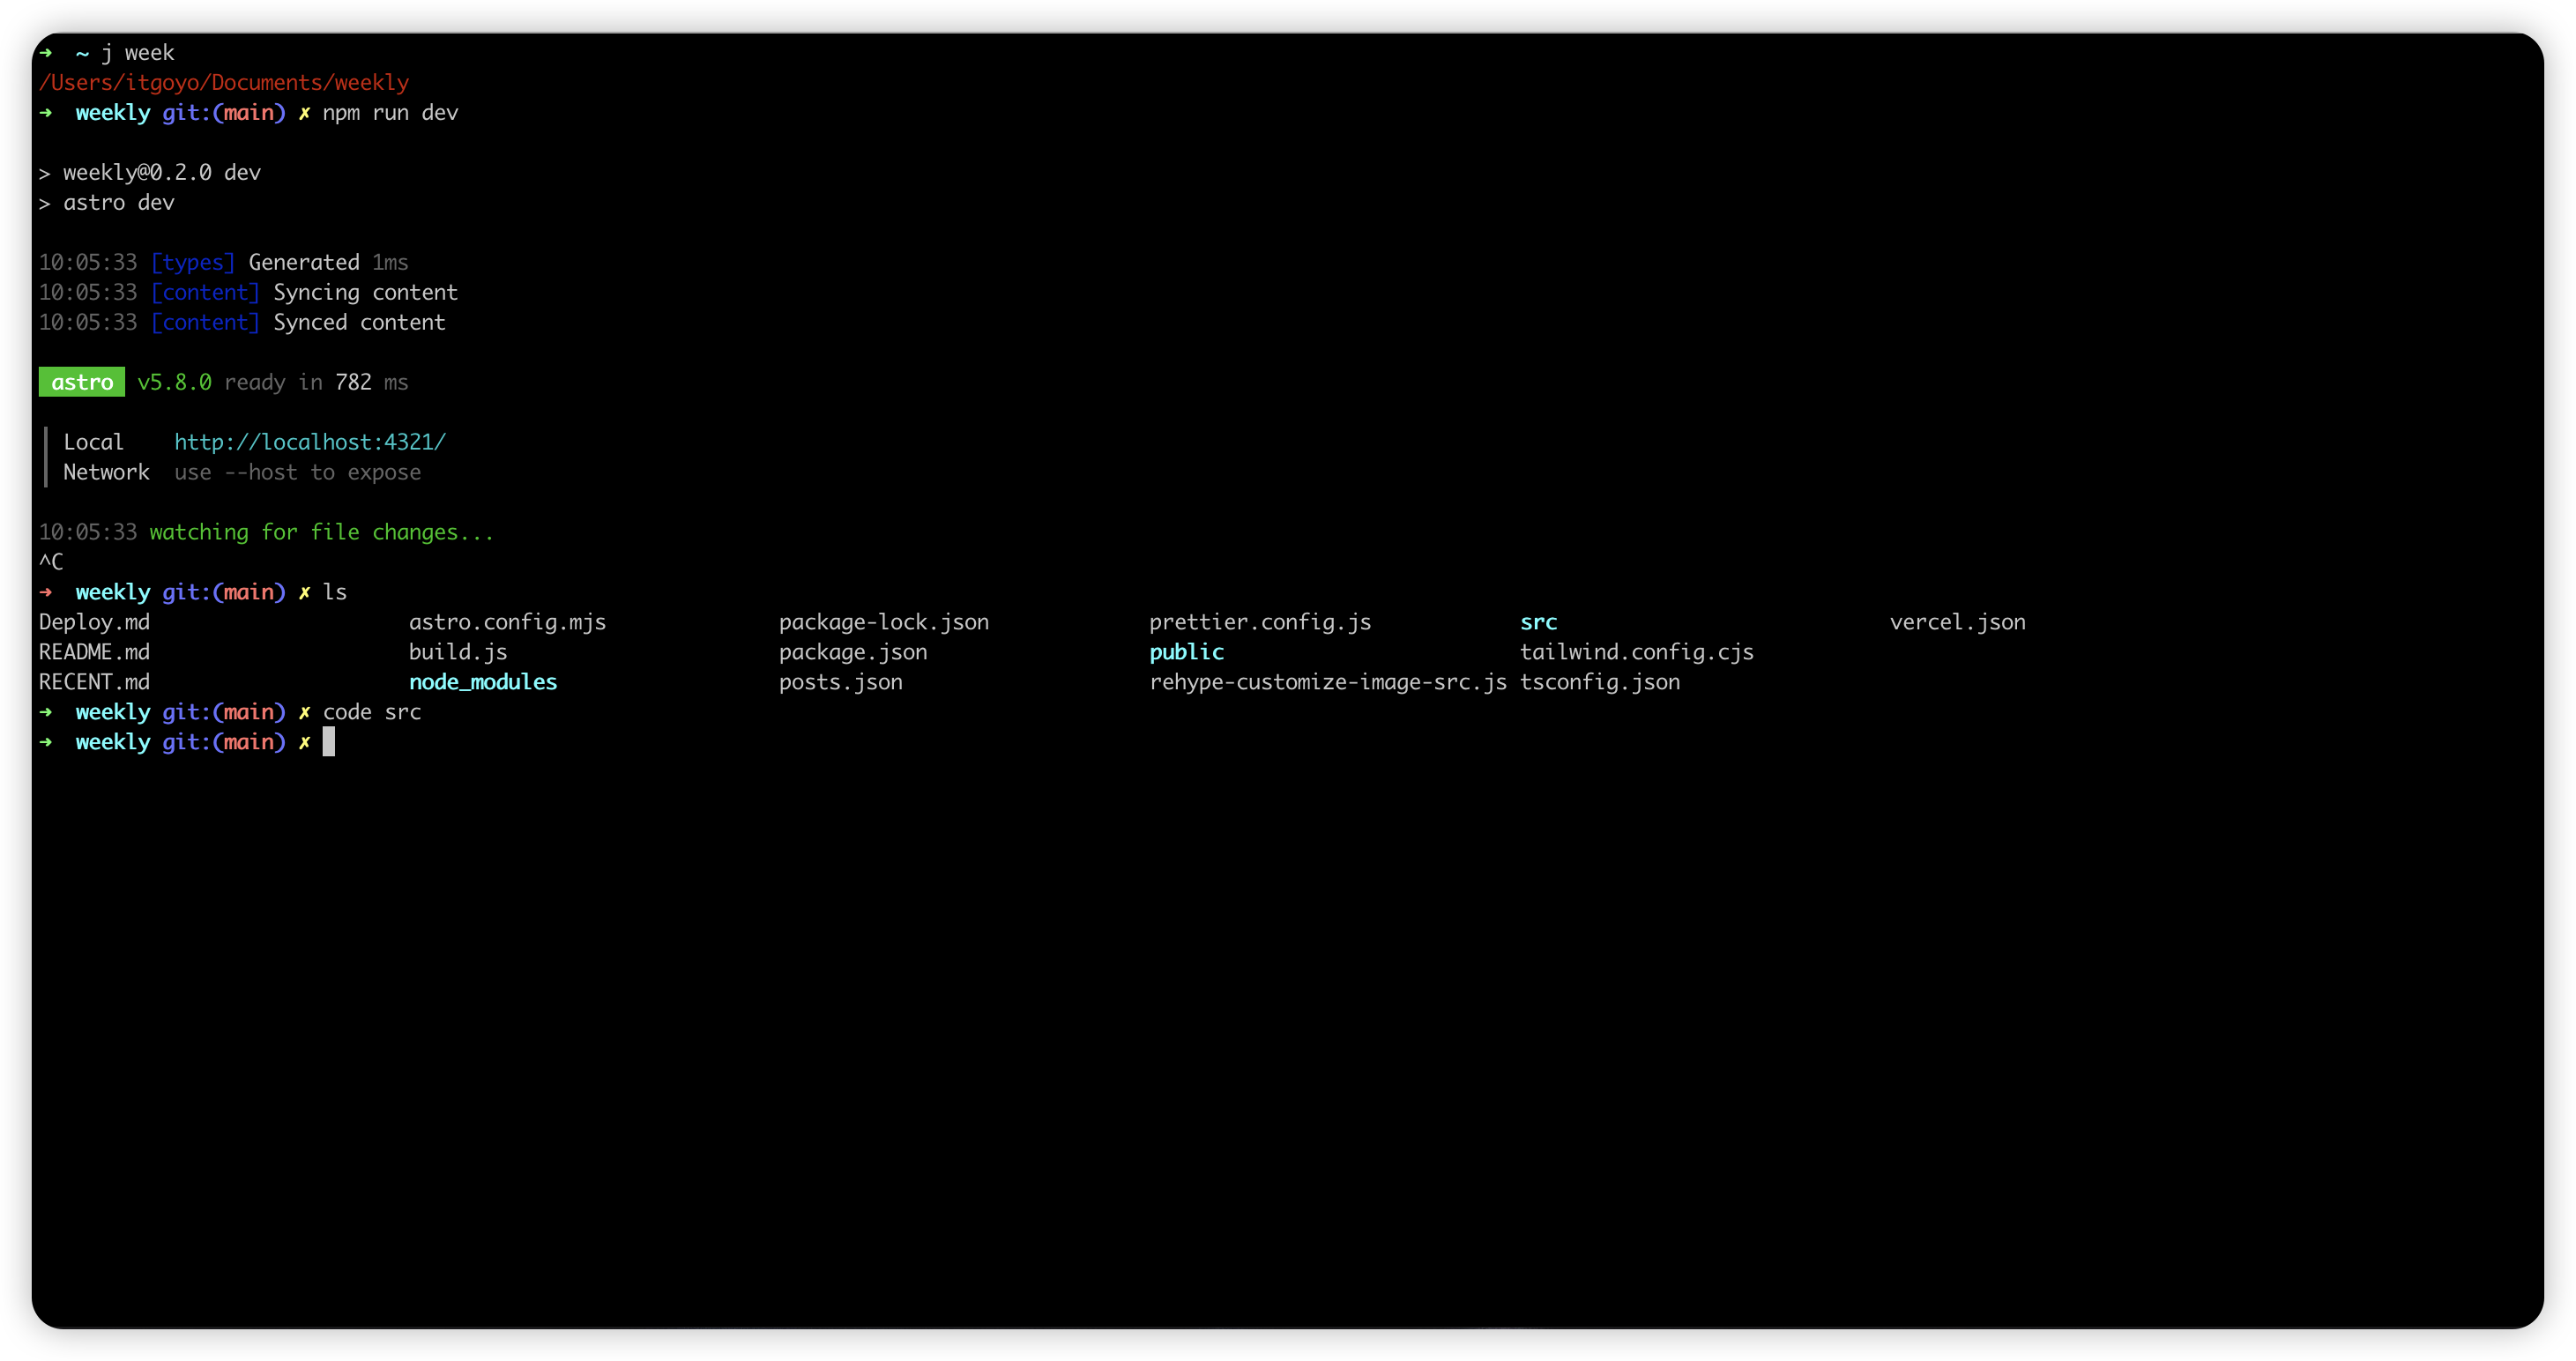 ➜  ~ j week
/Users/itgoyo/Documents/weekly
➜  weekly git:(main) ✗ npm run dev
> weekly@0.2.0 dev
> astro dev
10:05:33 [types] Generated 1ms
10:05:33 [content] Syncing content
10:05:33 [content] Synced content
astro  v5.8.0 ready in 782 ms
┃ Local    http://localhost:4321/
┃ Network  use --host to expose
10:05:33 watching for file changes...
^C
➜  weekly git:(main) ✗ ls
Deploy.md                     astro.config.mjs              package-lock.json             prettier.config.js            src                           vercel.json
README.md                     build.js                      package.json                  public                        tailwind.config.cjs
RECENT.md                     node_modules                  posts.json                    rehype-customize-image-src.js tsconfig.json
➜  weekly git:(main) ✗ code src
➜  weekly git:(main) ✗